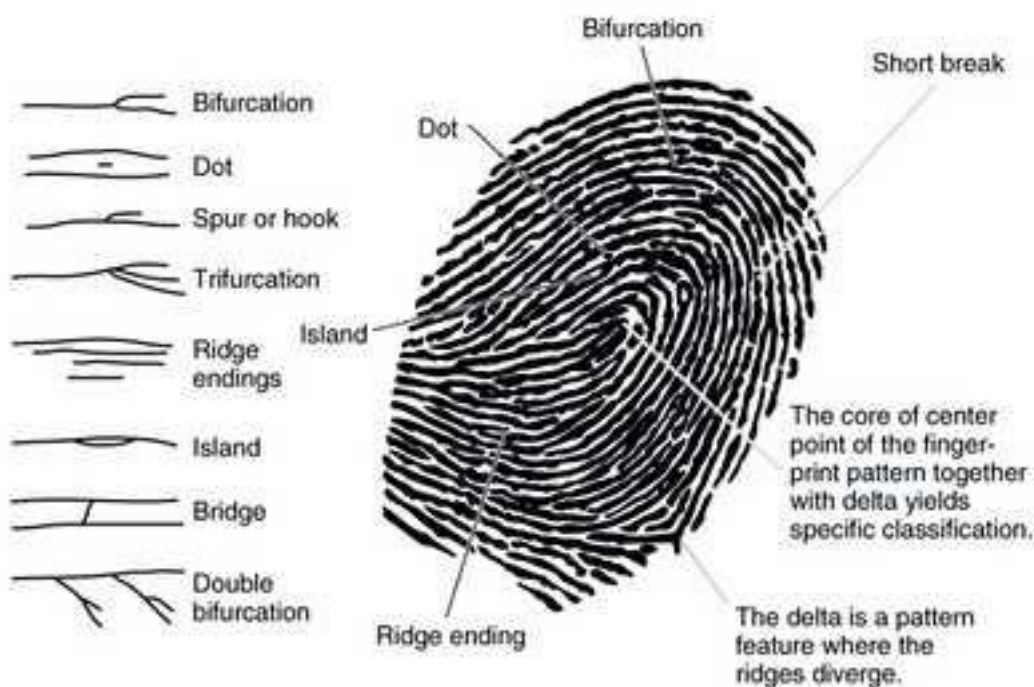 Bifurcation
Short break
Dot
Island
Ridge ending
The core of center
point of the finger-
print pattern together
with delta yields
specific classification.
The delta is a pattern
feature where the
ridges diverge.
Bifurcation
Dot
Spur or hook
Trifurcation
Ridge
endings
Island
Bridge
Double
bifurcation